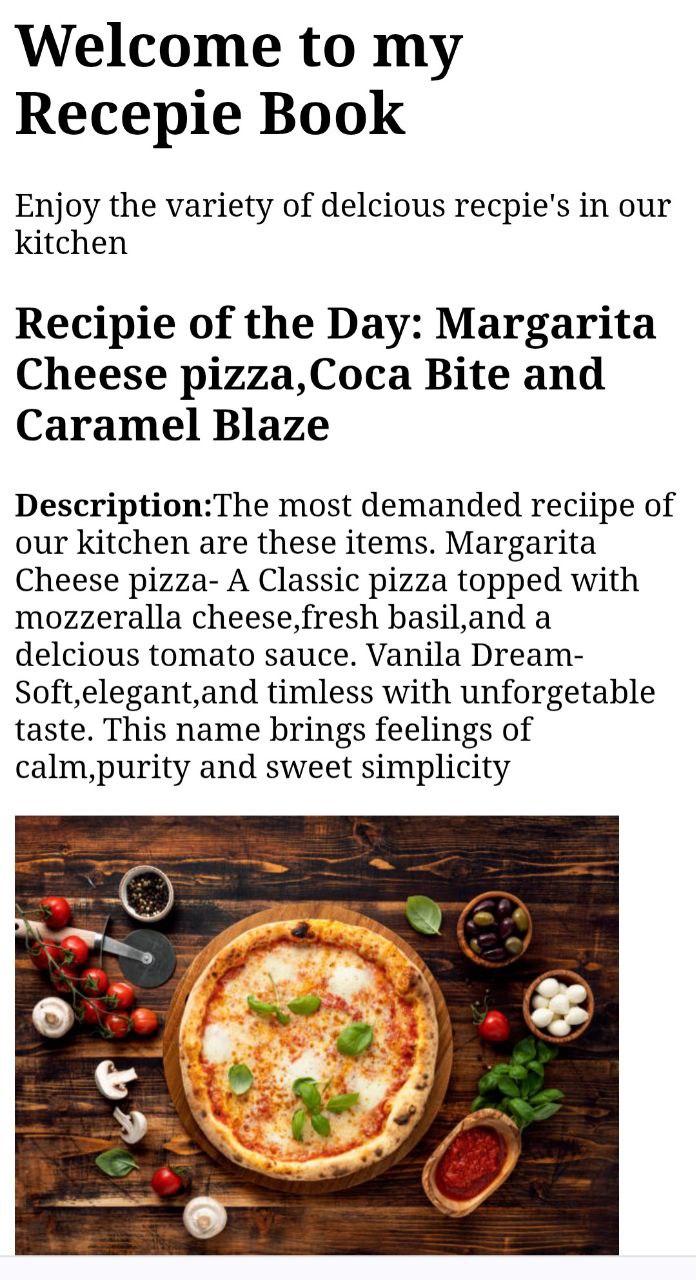 Welcome to my
Recepie Book
Enjoy the variety of delcious recpie's in our
kitchen
Recipie of the Day: Margarita
Cheese pizza,Coca Bite and
Caramel Blaze
Description:The most demanded reciipe of
our kitchen are these items. Margarita
Cheese pizza- A Classic pizza topped with
mozzeralla cheese,fresh basil,and a
delcious tomato sauce. Vanila Dream-
Soft,elegant,and timless with unforgetable
taste. This name brings feelings of
calm,purity and sweet simplicity